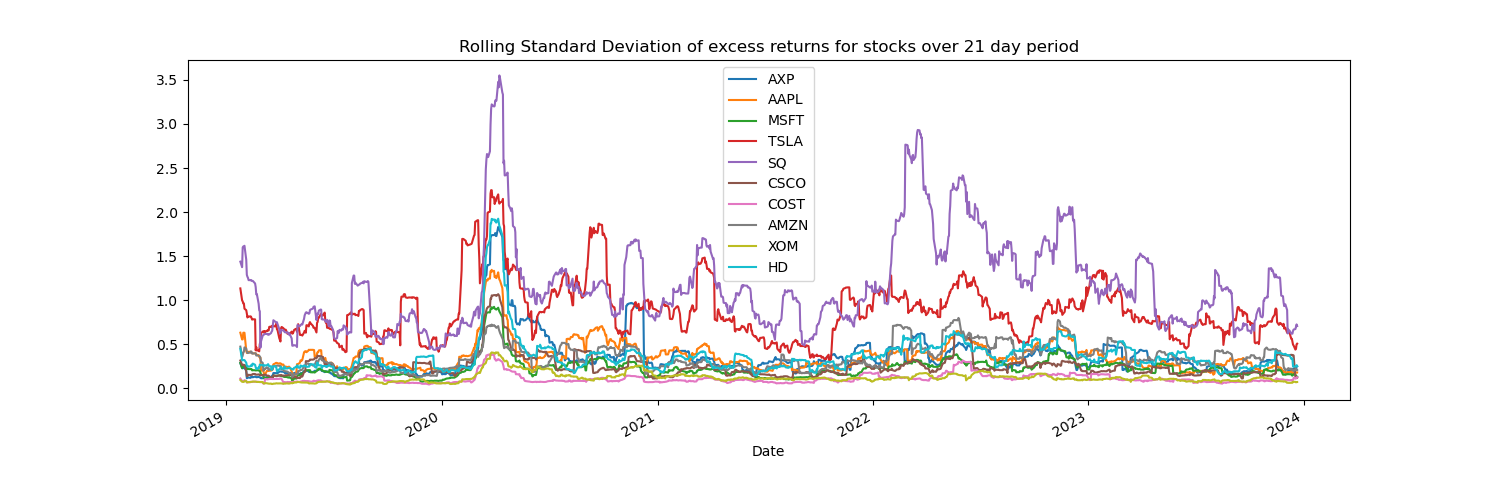 Rolling Standard Deviation of excess returns for stocks over 21 day period
3.5
3.0
2.5
2.0
1.5
1.0
0.5
0.0
AXP
AAPL
MSFT
TSLA
SQ
CSCO
COST
AMZN
XOM
HD
2019
2020
2021
2022
2023
2024
Date